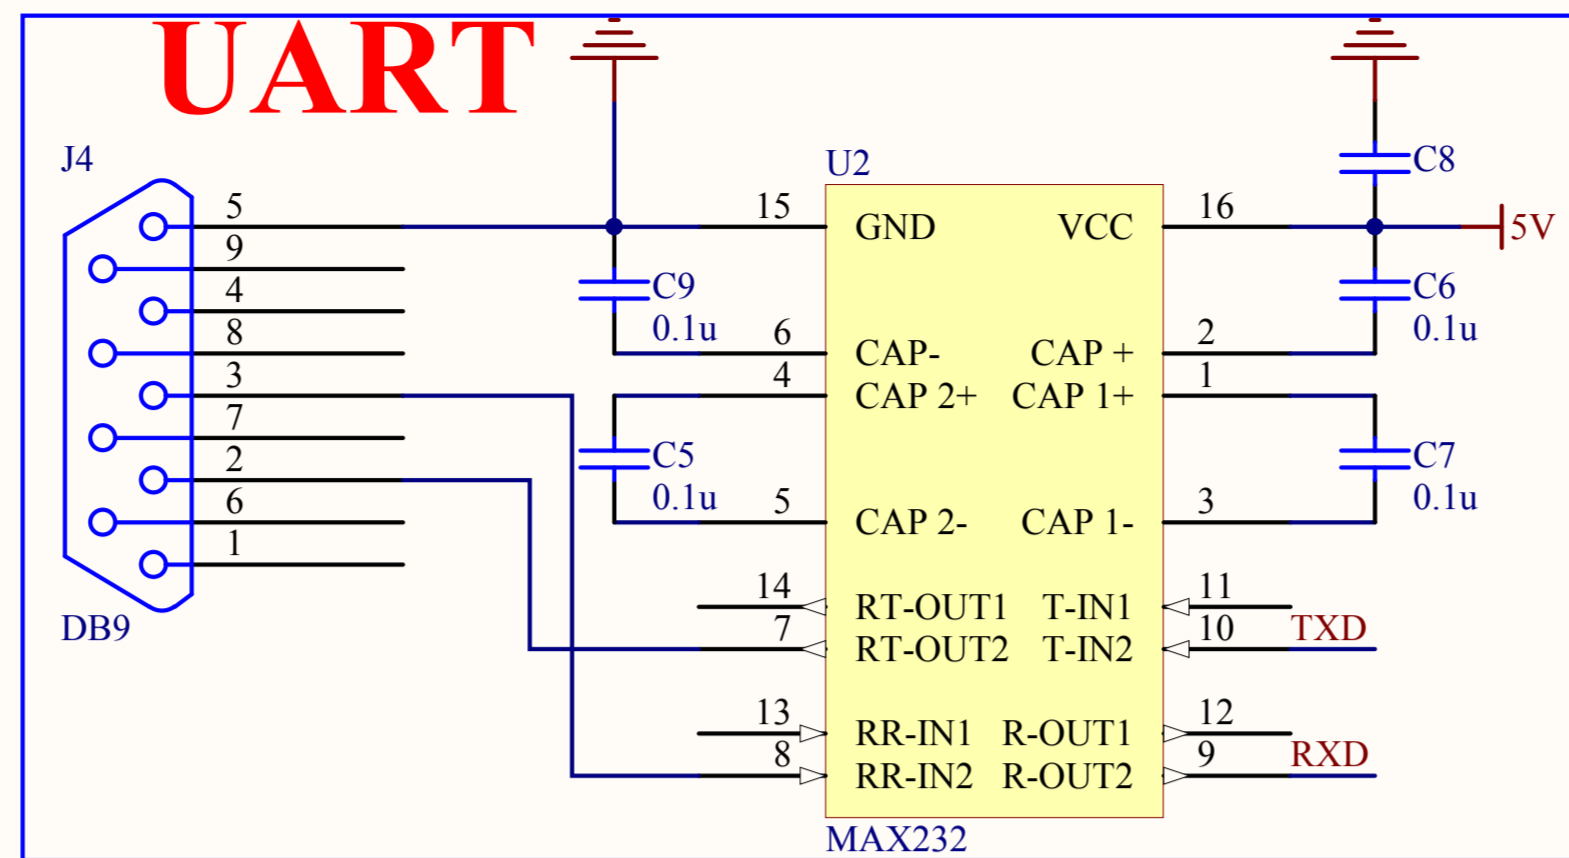 UART
J4
U2
C8
5
15
GND
VCC
16
5V
9
C9
C6
4
0.1u
0.1u
8
6
CAP-
CAP +
2
3
4
CAP 2+
CAP 1+
1
7
2
C5
C7
0.1u
0.1u
6
5
CAP 2-
CAP 1-
3
1
14
RT-OUT1
T-IN1
11
DB9
7
RT-OUT2
T-IN2
10
TXD
13
RR-IN1
R-OUT1
12
8
RR-IN2
R-OUT2
9
RXD
MAX232